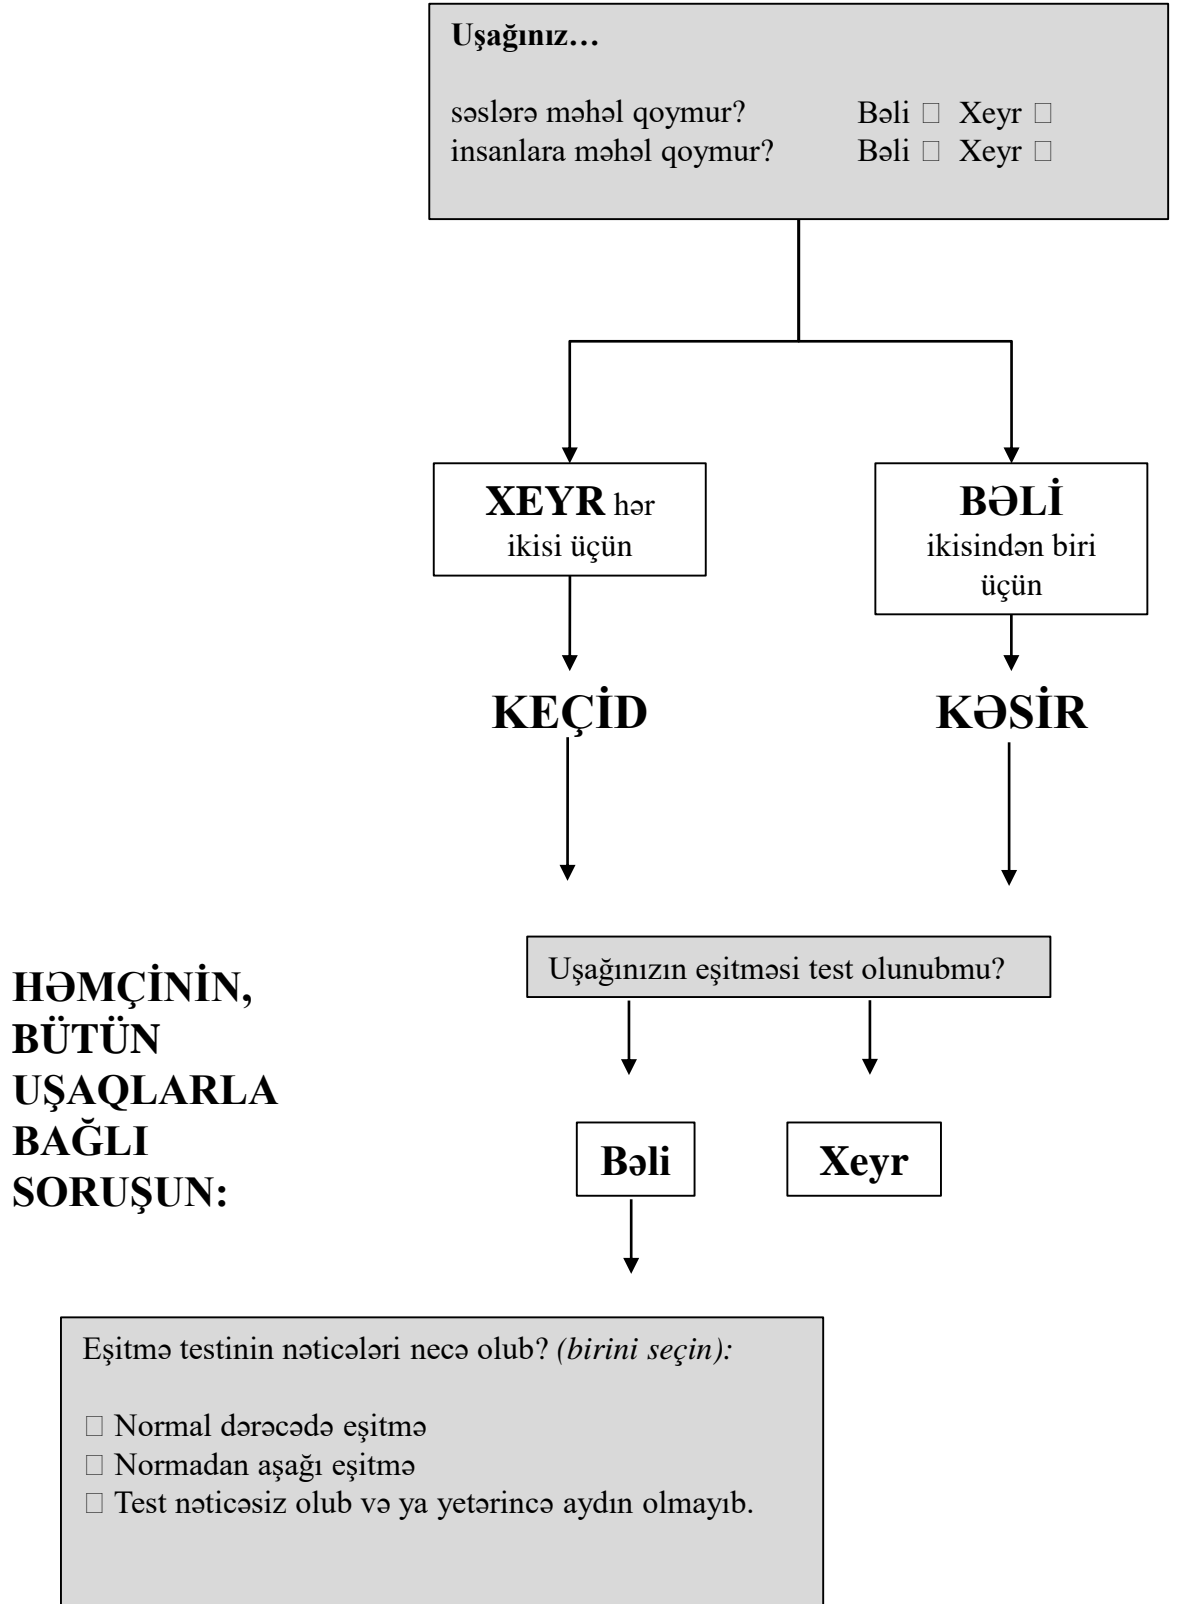 Uşağınız…
səslərə məhəl qoymur? Bəli □ Xeyr □
insanlara məhəl qoymur? Bəli □ Xeyr □
XEYR hər
ikisi üçün
BƏLİ
ikisindən biri
üçün
KEÇİD
KƏSİR
HƏMÇİNİN,
BÜTÜN
UŞAQLARLA
BAĞLI
SORUŞUN:
Uşağınızın eşitməsi test olunubmu?
Bəli
Xeyr
Eşitmə testinin nəticələri necə olub? (birini seçin):
□ Normal dərəcədə eşitmə
□ Normadan aşağı eşitmə
□ Test nəticəsiz olub və ya yetərincə aydın olmayıb.